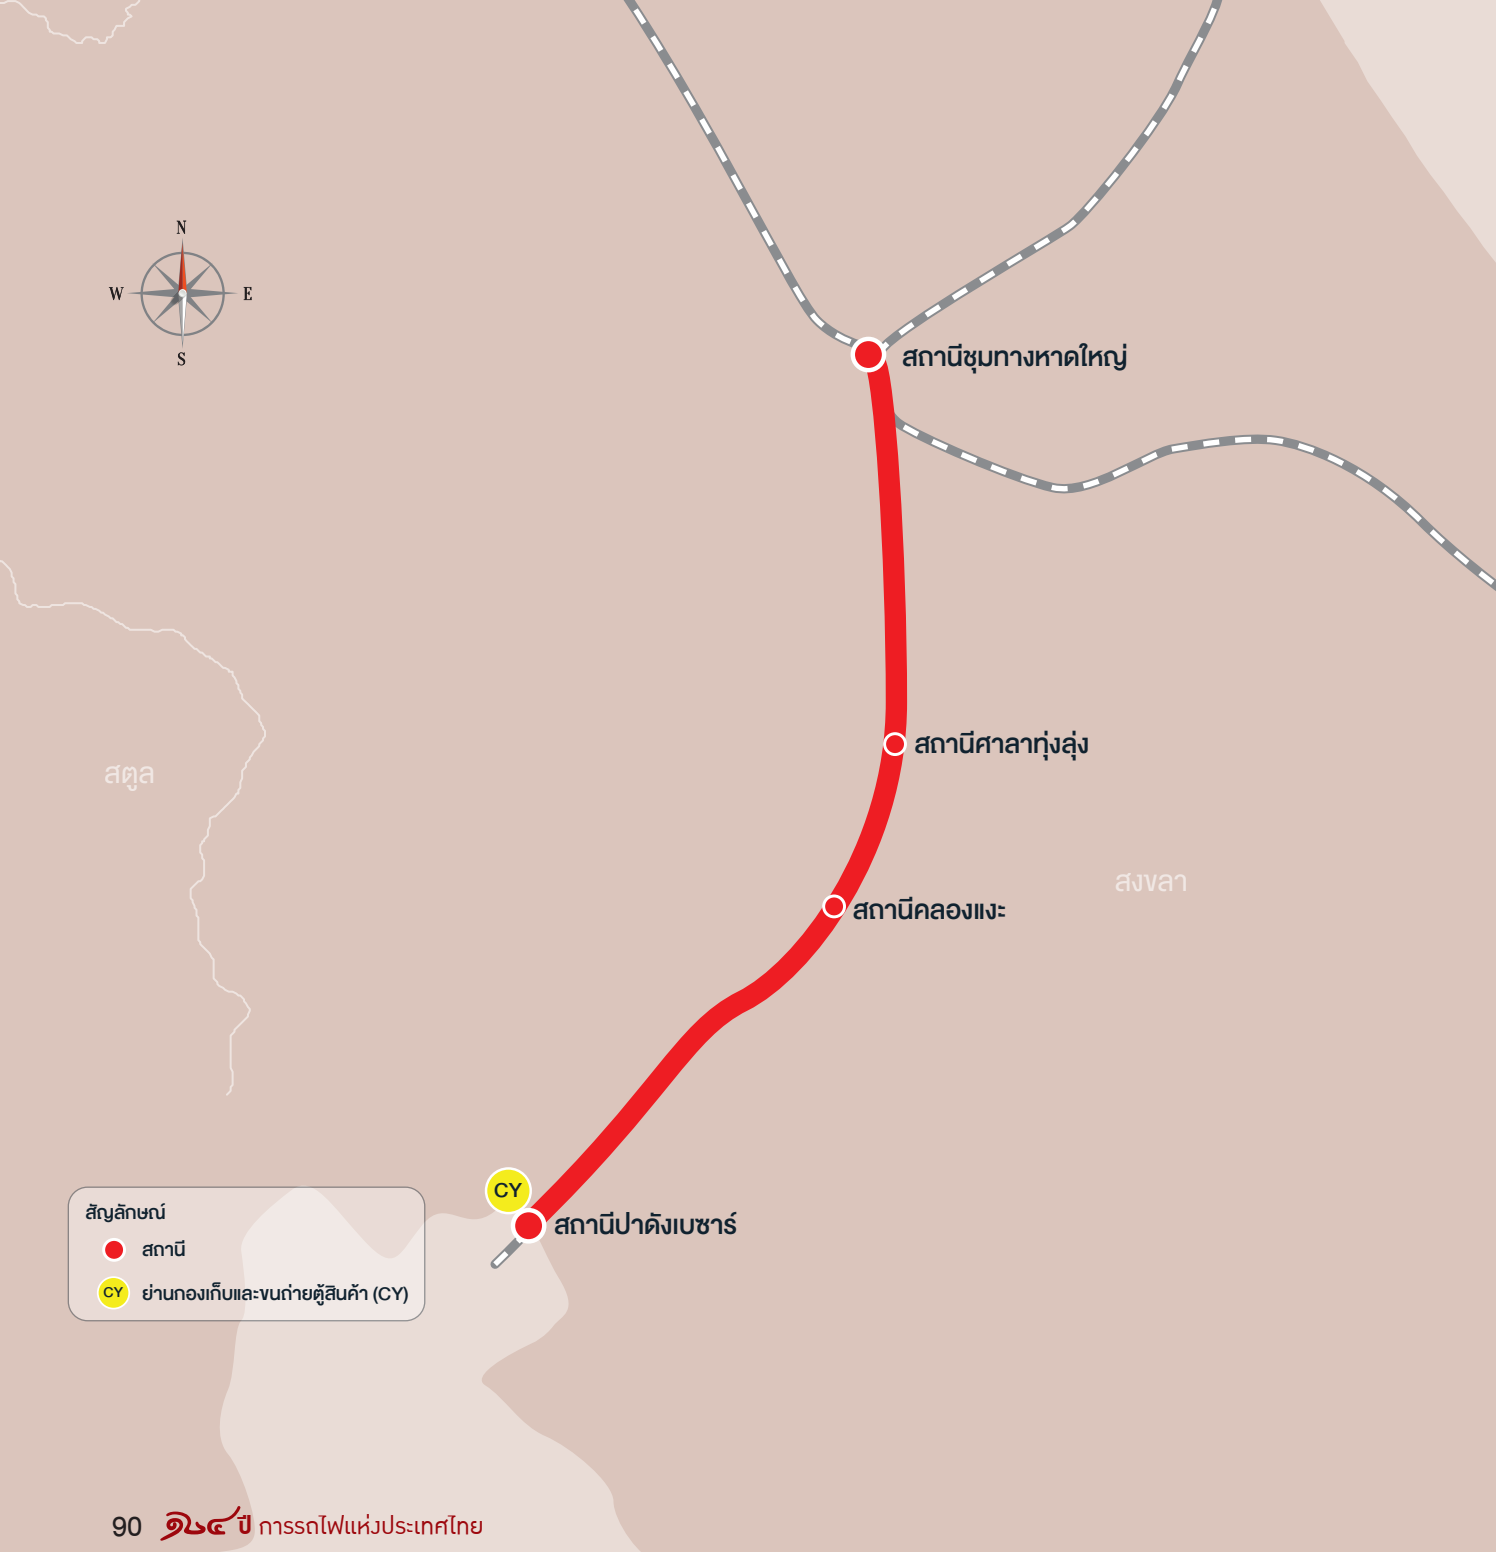 N
W
E
S
สถานีชุมทางหาดใหญ่
สถานีศาลาทุ่งลุ่ง
สตูล
สงขลา
สถานีคลองแงะ
CY
สถานีปาดังเบซาร์
สัญลักษณ์
สถานี
CY ย่านกองเก็บและขนถ่ายตู้สินค้า (CY)
90 ๑๒๔ ปี การรถไฟแห่งประเทศไทย